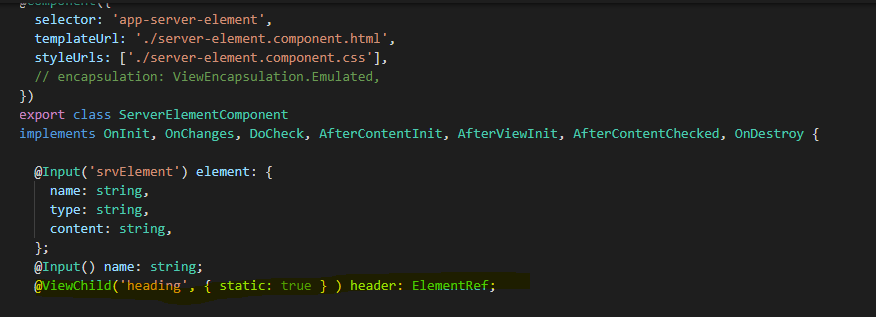 @Component({
selector: 'app-server-element',
templateUrl: './server-element.component.html',
styleUrls: ['./server-element.component.css'],
// encapsulation: ViewEncapsulation.Emulated,
})
export class ServerElementComponent
implements OnInit, OnChanges, DoCheck, AfterContentInit, AfterViewInit, AfterContentChecked, OnDestroy {
@Input('srvElement') element: {
name: string,
type: string,
content: string,
};
@Input() name: string;
@ViewChild('heading', { static: true } ) header: ElementRef;